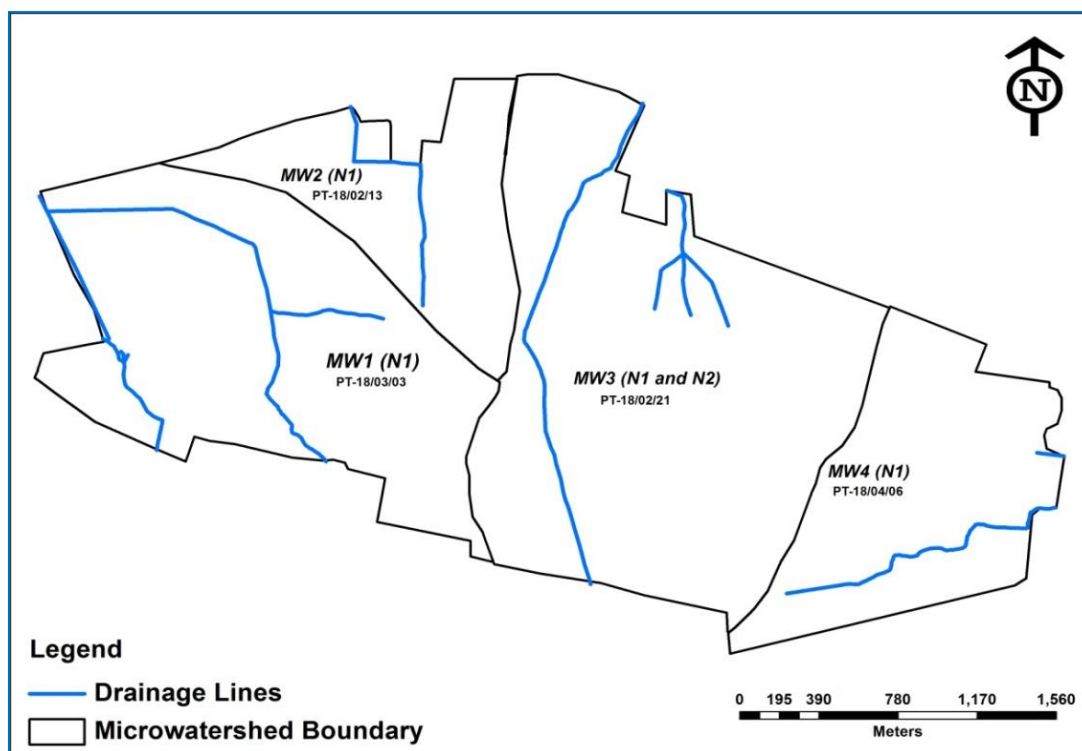 N
MW2 (N1)
PT-18/02/13
MW1 (N1)
PT-18/03/03
MW3 (N1 and N2)
PT-18/02/21
MW4 (N1)
PT-18/04/06
Legend
Drainage Lines
Microwatershed Boundary
0 195 390 780 1,170 1,560
Meters